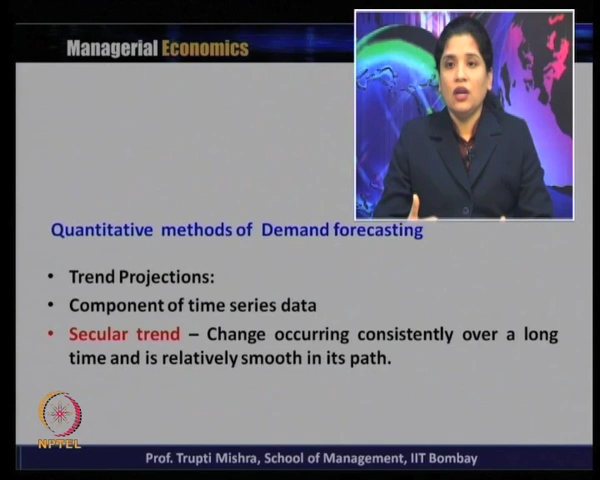 Managerial Economics
Quantitative methods of Demand forecasting
• Trend Projections:
• Component of time series data
• Secular trend – Change occurring consistently over a long
time and is relatively smooth in its path.
NPTEL
Prof. Trupti Mishra, School of Management, IIT Bombay